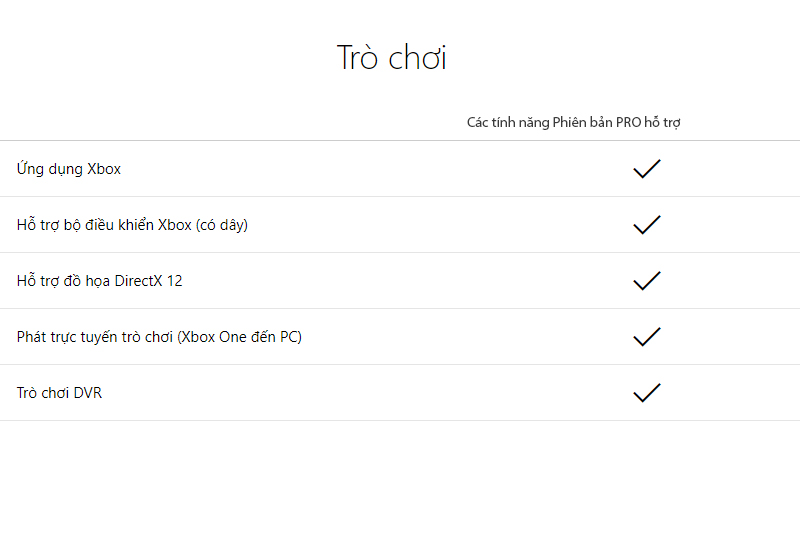 Trò chơi
Các tính năng Phiên bản PRO hỗ trợ
Ứng dụng Xbox
Hỗ trợ bộ điều khiển Xbox (có dây)
Hỗ trợ đồ họa DirectX 12
Phát trực tuyến trò chơi (Xbox One đến PC)
Trò chơi DVR